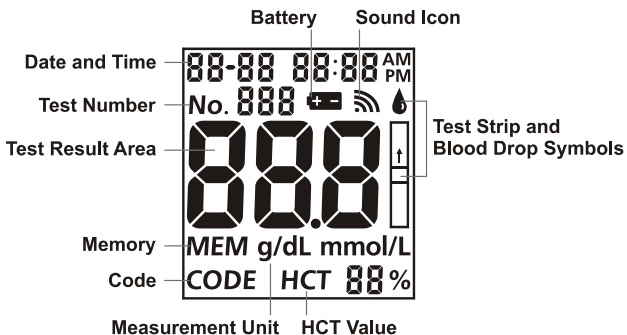 Battery Sound Icon
Date and Time 88-88 88:88 AM
PM
Test Number No. 888
Test Result Area 88.8
Test Strip and
Blood Drop Symbols
Memory MEM g/dL mmol/L
Code CODE HCT 88%
Measurement Unit HCT Value